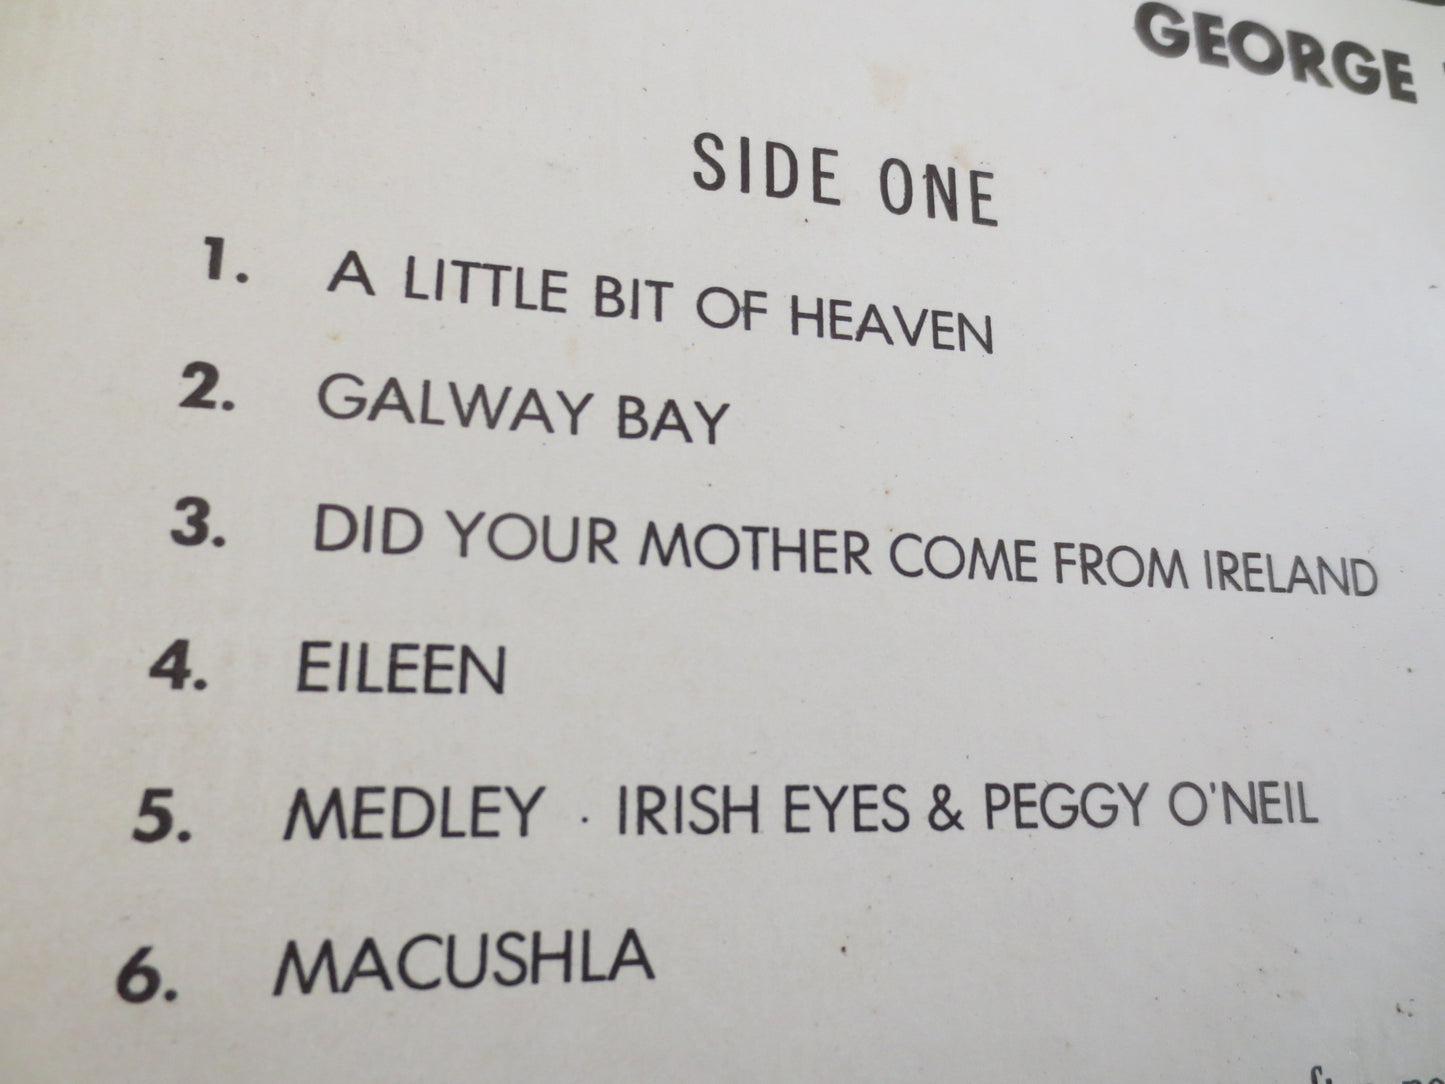 GEORGE
SIDE ONE
1. A LITTLE BIT OF HEAVEN
2. GALWAY BAY
3. DID YOUR MOTHER COME FROM IRELAND
4. EILEEN
5. MEDLEY · IRISH EYES & PEGGY O'NEIL
6. MACUSHLA